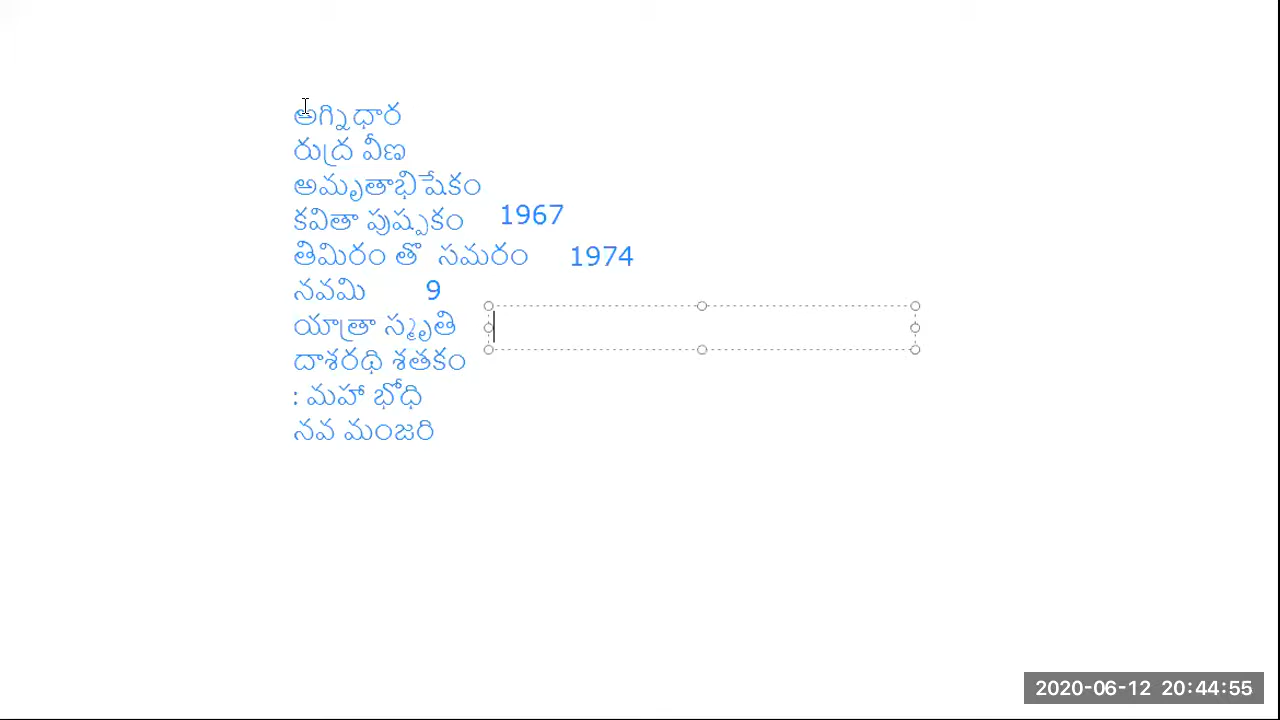 అగ్నిధార
రుద్ర వీణ
అమృతాభిషేకం
కవితా పుష్పకం 1967
తిమిరం తొ సమరం 1974
నవమి 9
యాత్రా స్మృతి
దాశరథి శతకం
: మహా భోధి
నవ మంజరి
2020-06-12 20:44:55